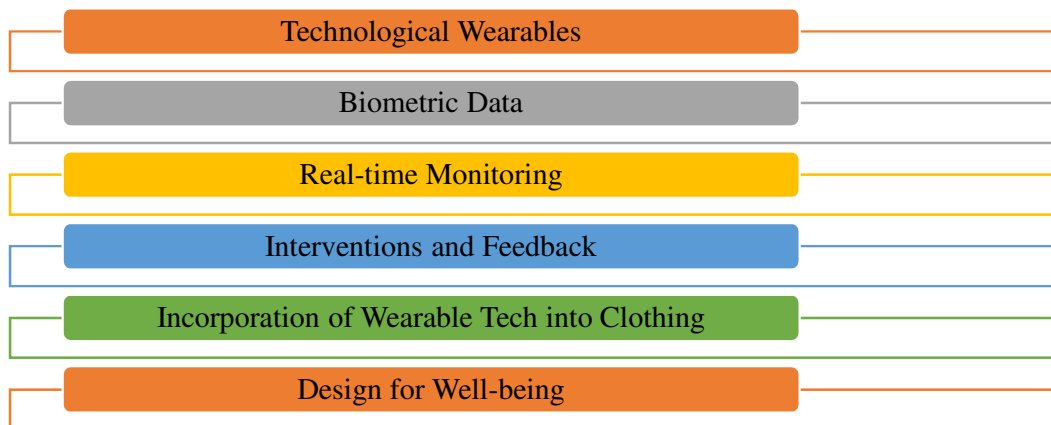 Technological Wearables
Biometric Data
Real-time Monitoring
Interventions and Feedback
Incorporation of Wearable Tech into Clothing
Design for Well-being